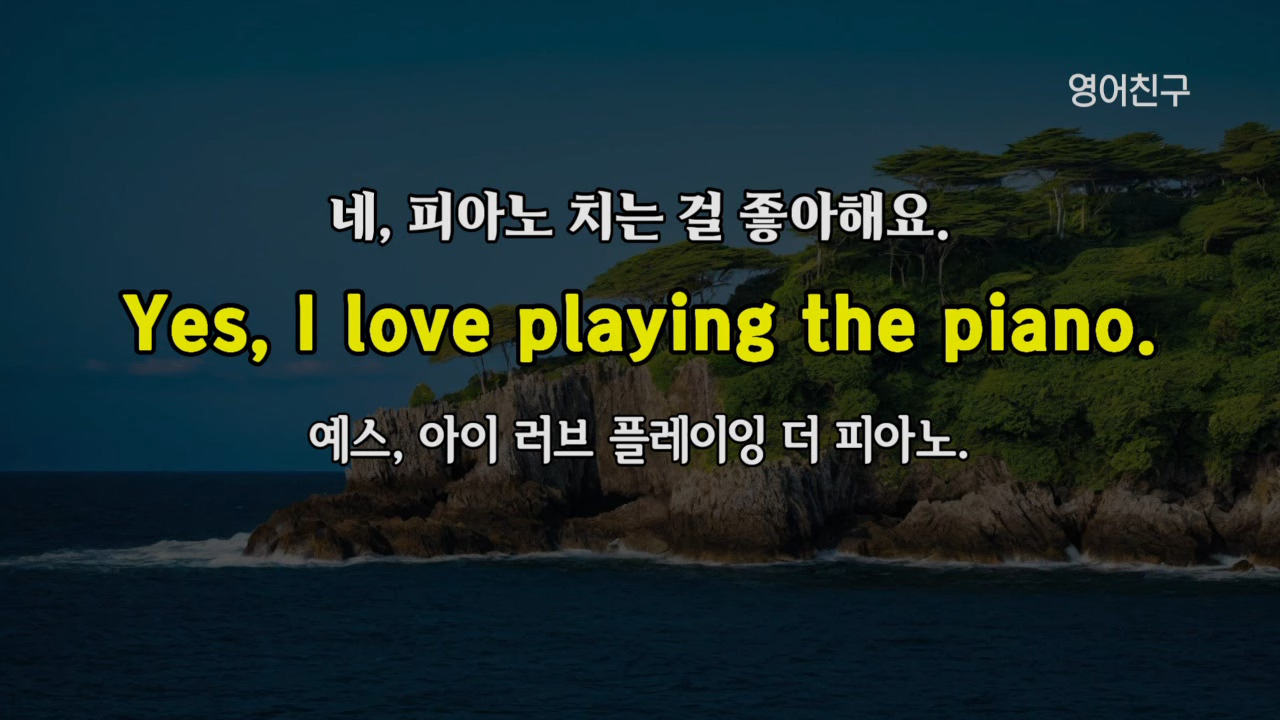 영어친구
네, 피아노 치는 걸 좋아해요.
Yes, I love playing the piano.
예스, 아이 러브 플레이잉 더 피아노.